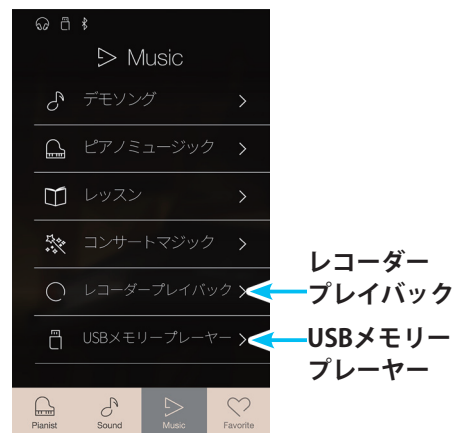 Music
デモソング
ピアノミュージック
レッスン
コンサートマジック
レコーダープレイバック
USBメモリープレーヤー
レコーダー
プレイバック
USBメモリー
プレーヤー
Pianist Sound Music Favorite